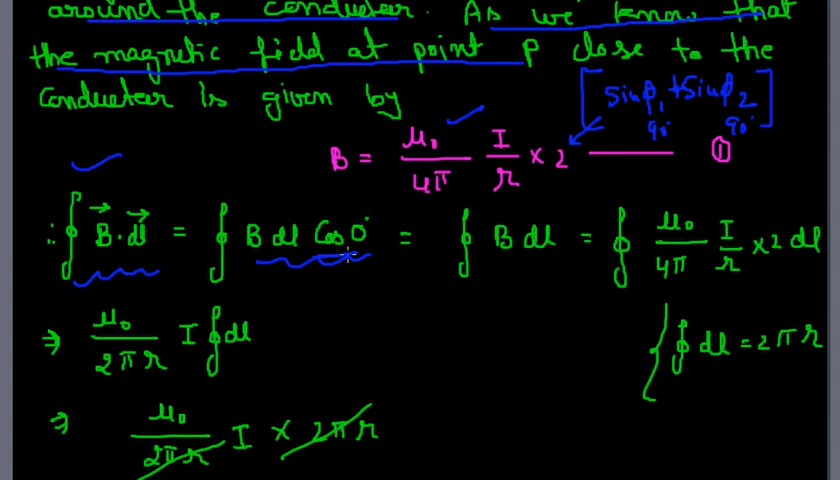 around the conductor. As we know that
the magnetic field at point P close to the
Conductor is given by
[Sinφ₁ + Sinφ₂]
90° 90°
B = μ₀/4π I/r × 2 ——— ①
∴ ∮ B⃗·dl⃗ = ∮ B dl Cos 0° = ∮ B dl = ∮ μ₀/4π I/r × 2 dl
⇒ μ₀/2πr I ∮ dl { ∮ dl = 2πr
⇒ μ₀/2πr I × 2πr